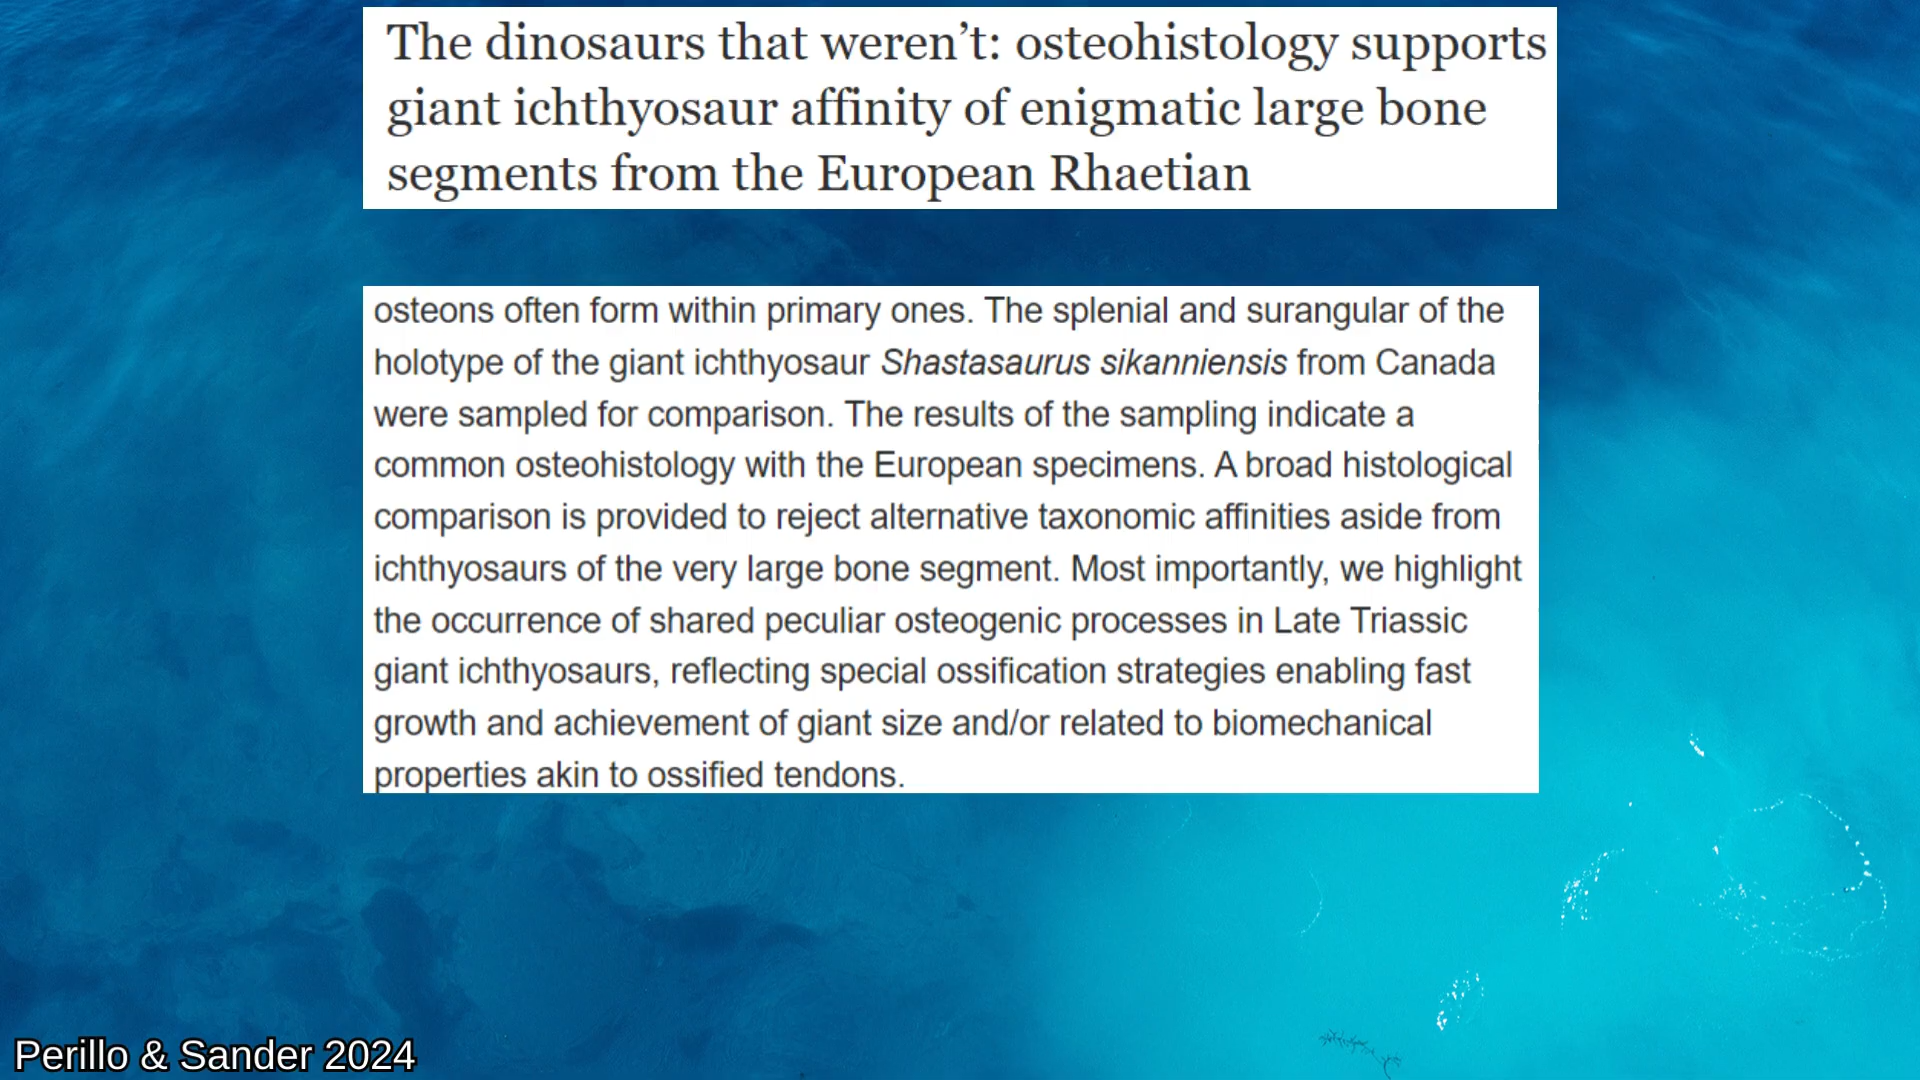 The dinosaurs that weren’t: osteohistology supports
giant ichthyosaur affinity of enigmatic large bone
segments from the European Rhaetian
osteons often form within primary ones. The splenial and surangular of the
holotype of the giant ichthyosaur Shastasaurus sikanniensis from Canada
were sampled for comparison. The results of the sampling indicate a
common osteohistology with the European specimens. A broad histological
comparison is provided to reject alternative taxonomic affinities aside from
ichthyosaurs of the very large bone segment. Most importantly, we highlight
the occurrence of shared peculiar osteogenic processes in Late Triassic
giant ichthyosaurs, reflecting special ossification strategies enabling fast
growth and achievement of giant size and/or related to biomechanical
properties akin to ossified tendons.
Perillo & Sander 2024